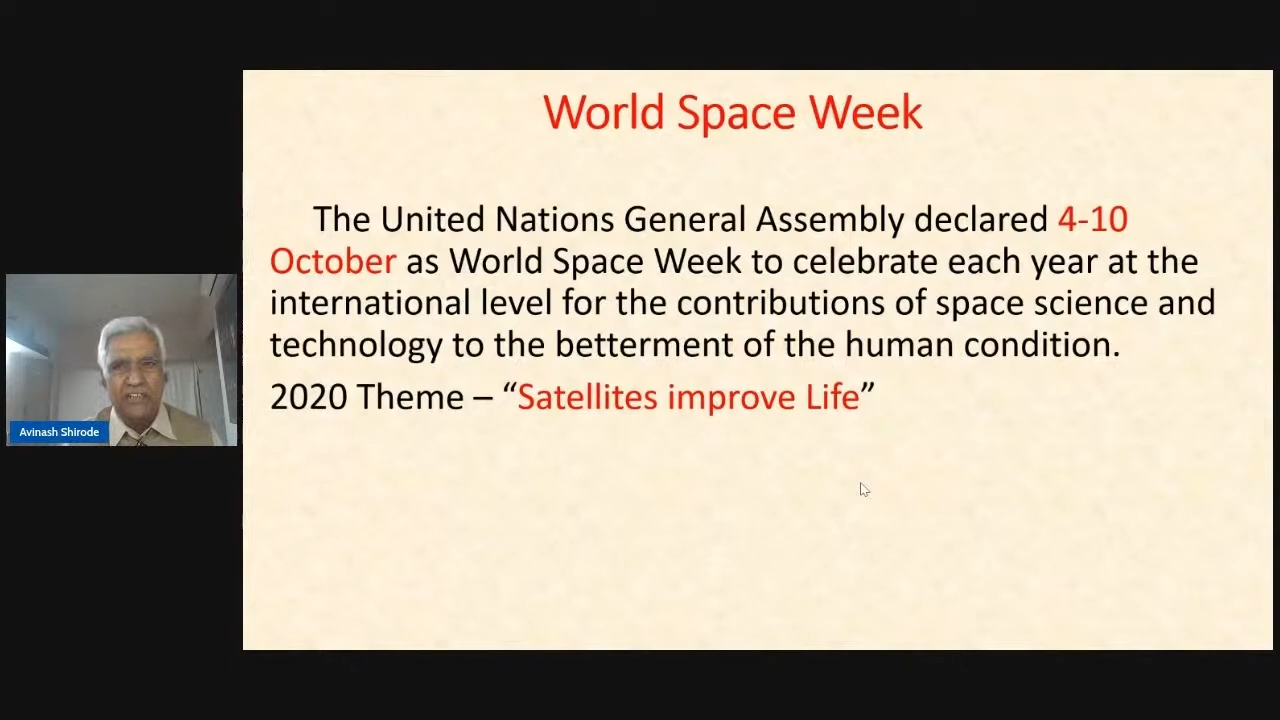 World Space Week
The United Nations General Assembly declared 4-10
October as World Space Week to celebrate each year at the
international level for the contributions of space science and
technology to the betterment of the human condition.
2020 Theme – “Satellites improve Life”
Avinash Shirode